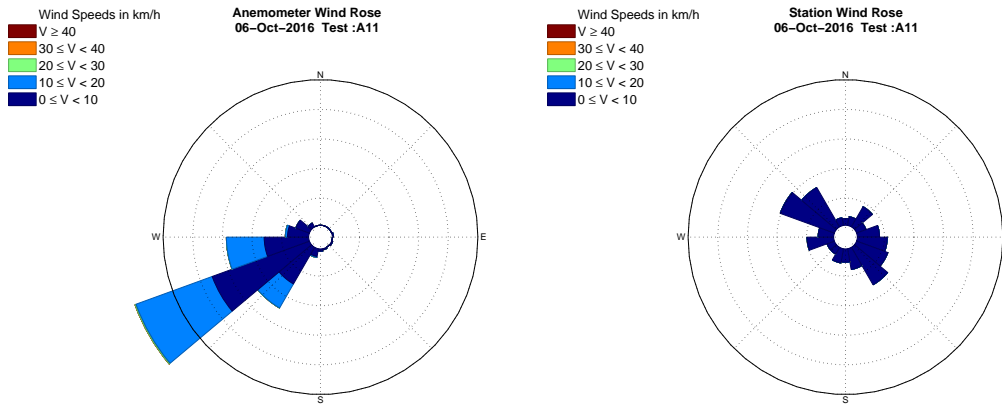 Wind Speeds in km/h
V ≥ 40
30 ≤ V < 40
20 ≤ V < 30
10 ≤ V < 20
0 ≤ V < 10
Anemometer Wind Rose
06−Oct−2016 Test :A11
N
W
E
S
Wind Speeds in km/h
V ≥ 40
30 ≤ V < 40
20 ≤ V < 30
10 ≤ V < 20
0 ≤ V < 10
Station Wind Rose
06−Oct−2016 Test :A11
N
W
E
S